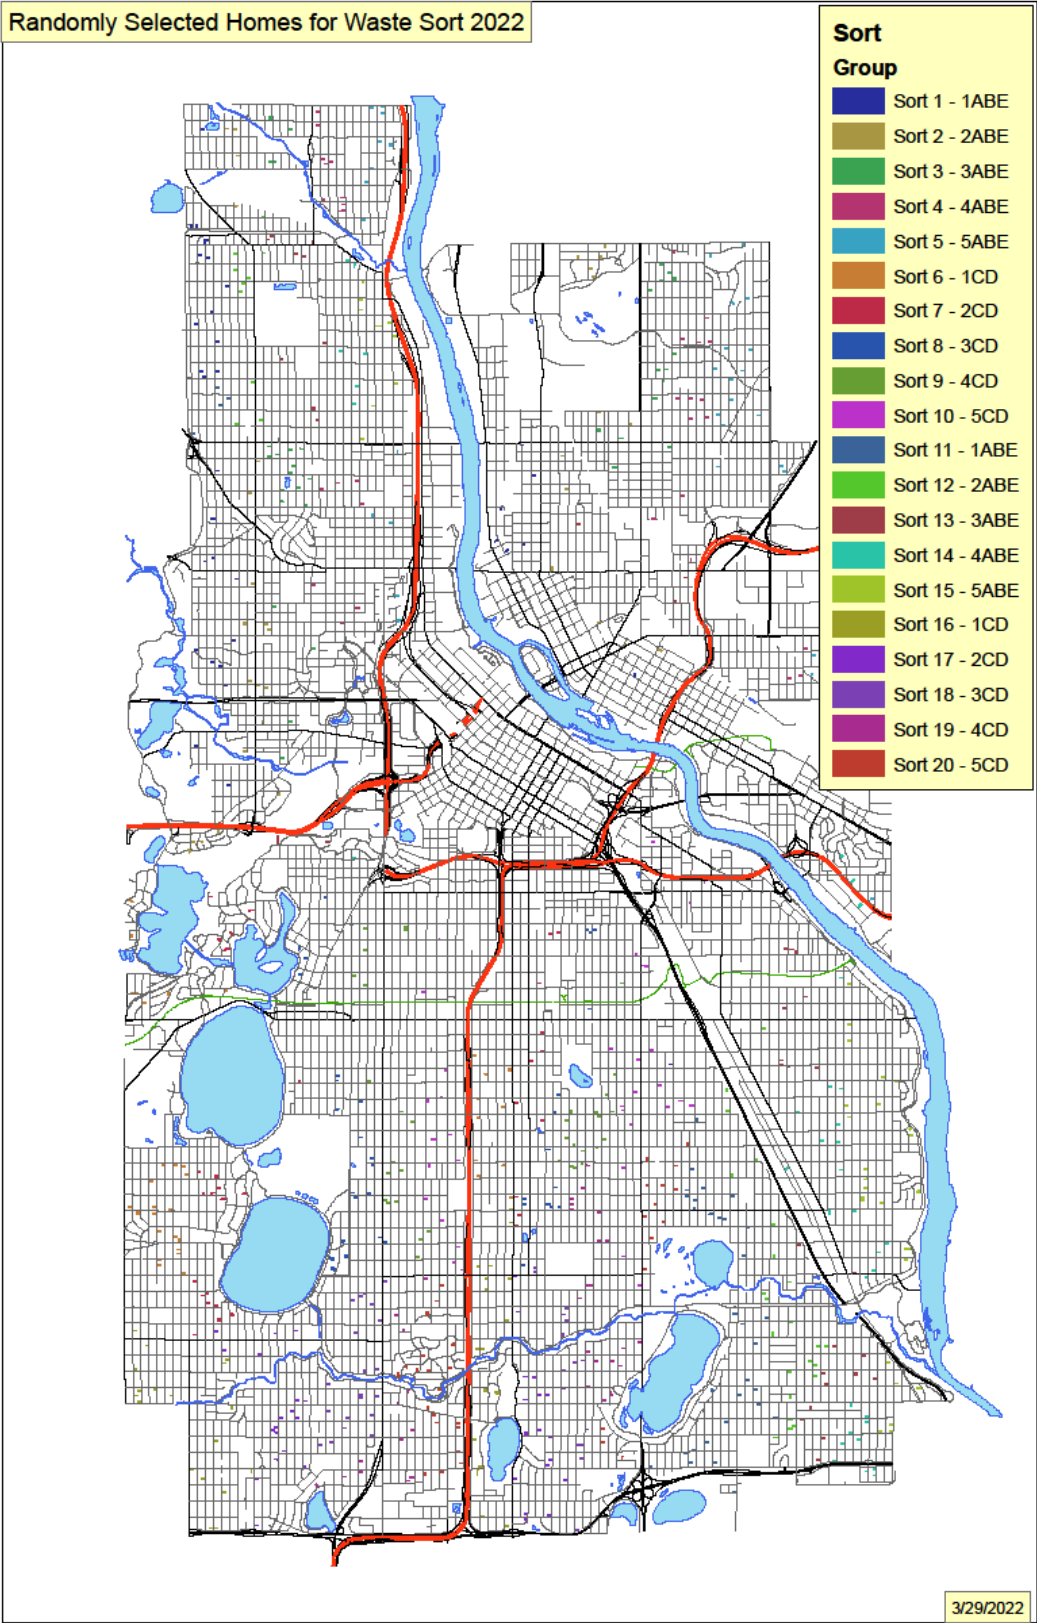 Randomly Selected Homes for Waste Sort 2022
Sort
Group
Sort 1 - 1ABE
Sort 2 - 2ABE
Sort 3 - 3ABE
Sort 4 - 4ABE
Sort 5 - 5ABE
Sort 6 - 1CD
Sort 7 - 2CD
Sort 8 - 3CD
Sort 9 - 4CD
Sort 10 - 5CD
Sort 11 - 1ABE
Sort 12 - 2ABE
Sort 13 - 3ABE
Sort 14 - 4ABE
Sort 15 - 5ABE
Sort 16 - 1CD
Sort 17 - 2CD
Sort 18 - 3CD
Sort 19 - 4CD
Sort 20 - 5CD
3/29/2022